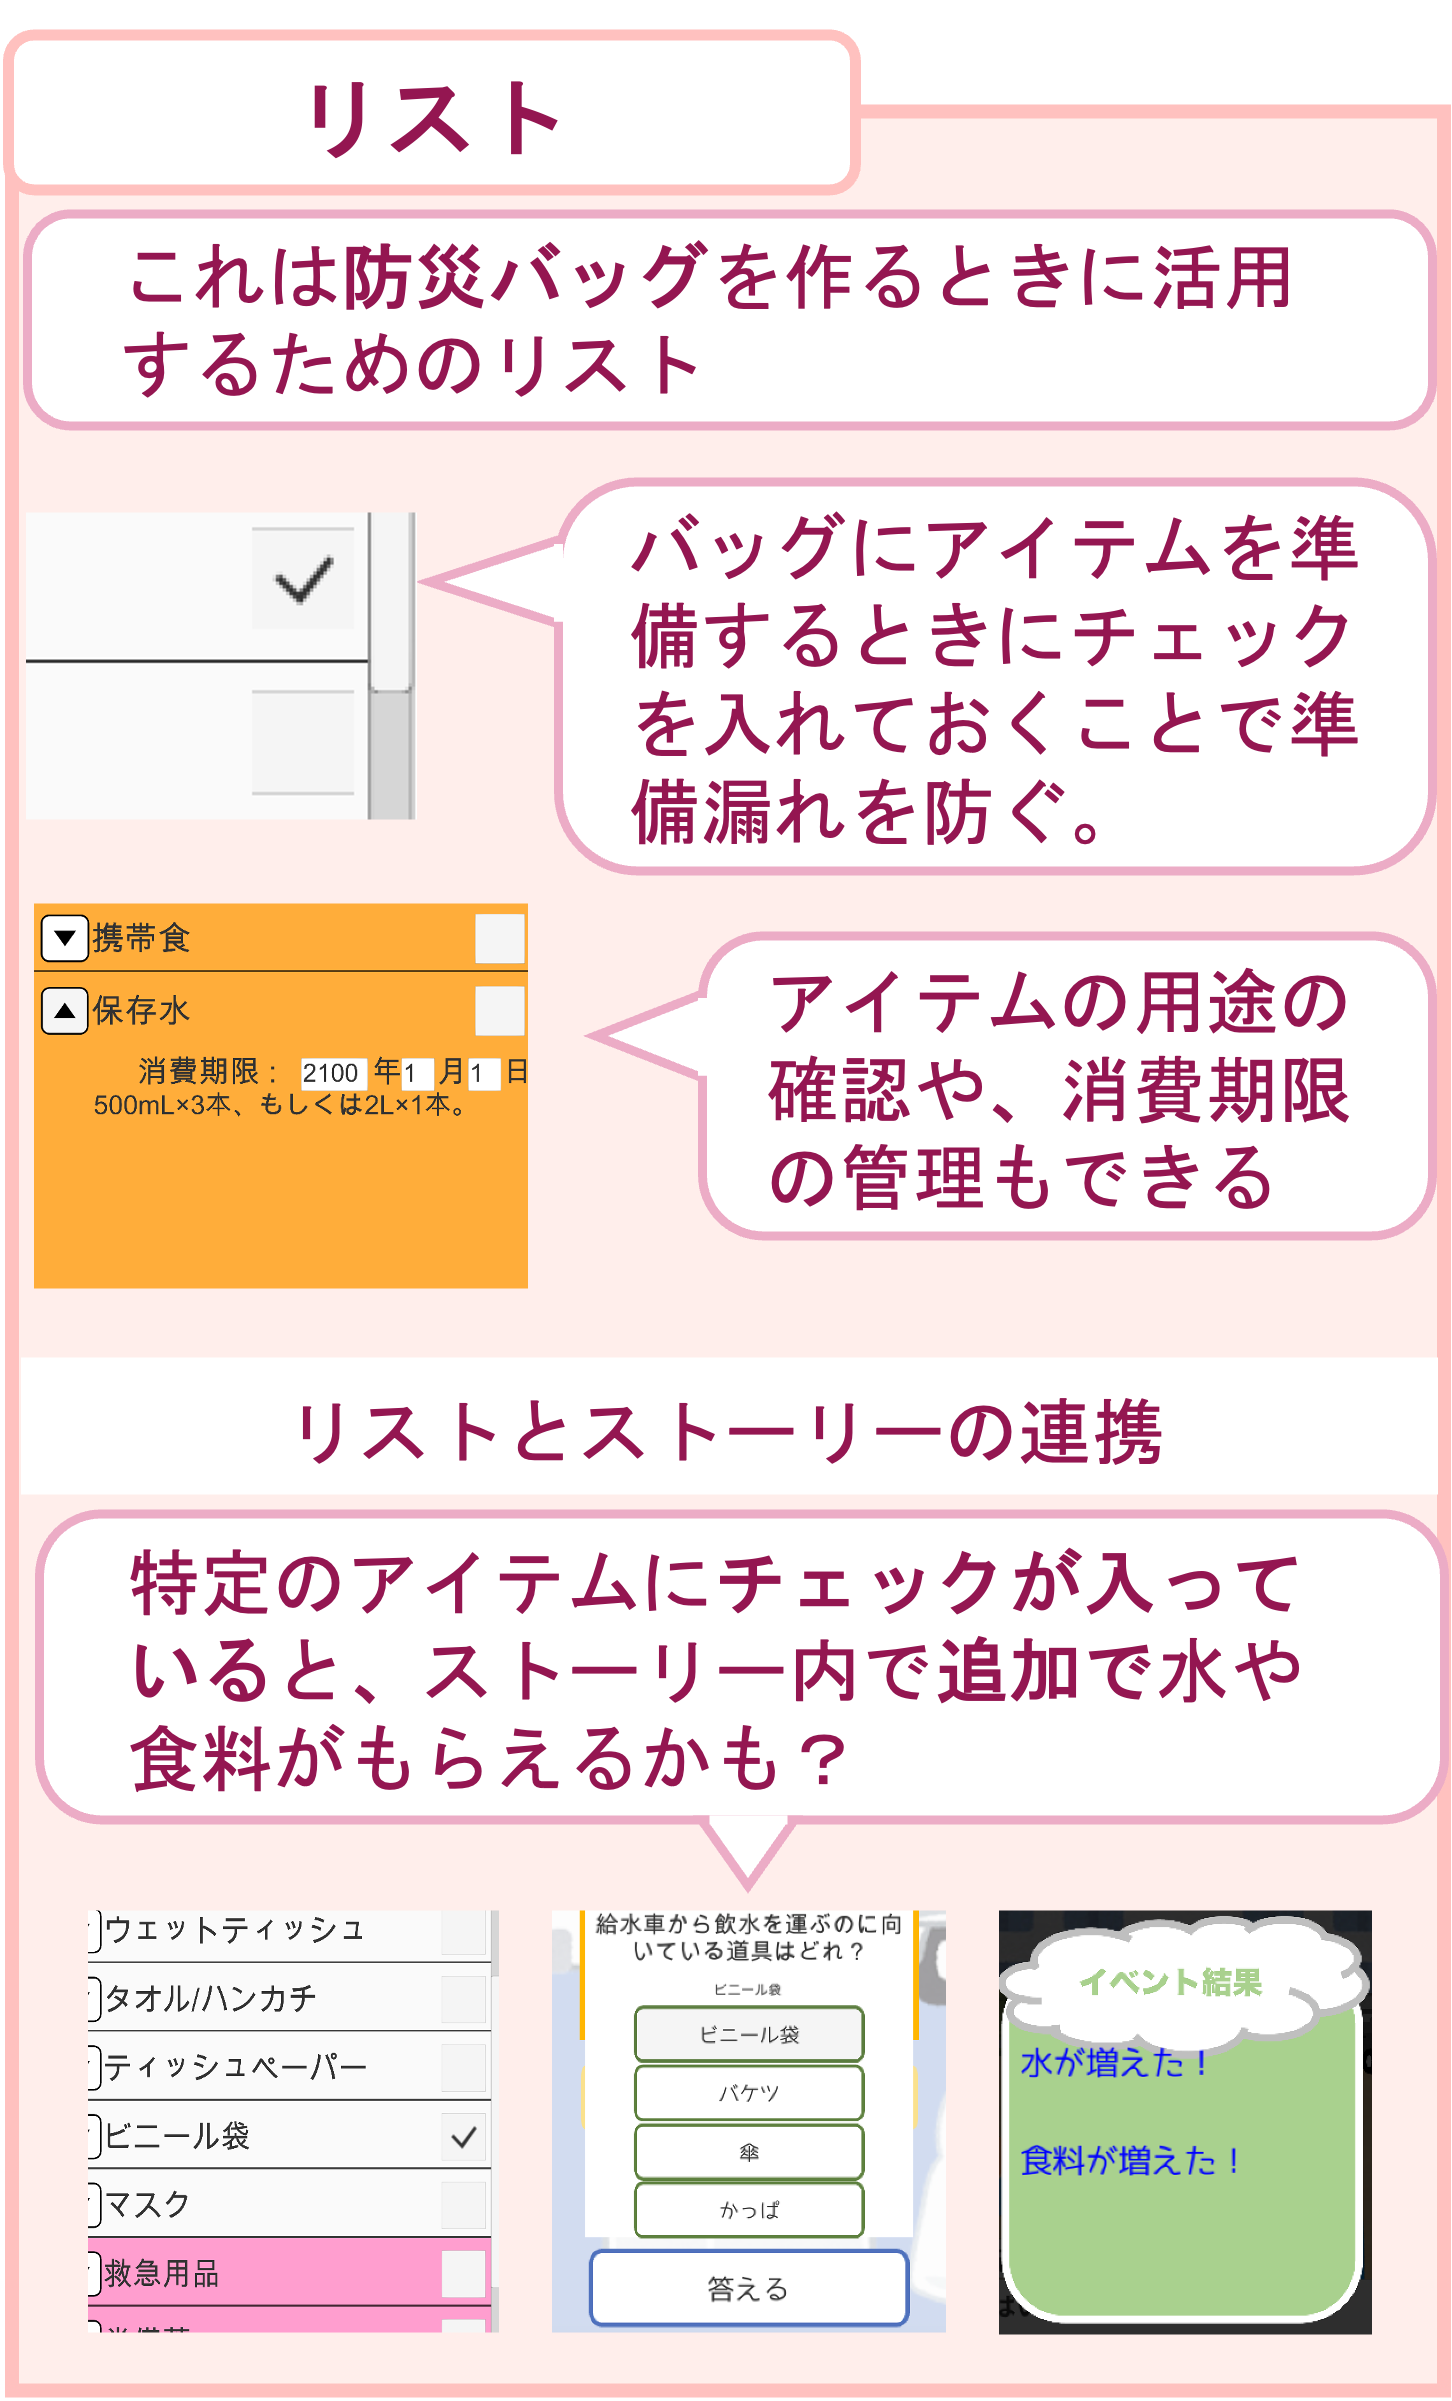 リスト
これは防災バッグを作るときに活用
するためのリスト
バッグにアイテムを準
備するときにチェック
を入れておくことで準
備漏れを防ぐ。
▼携帯食
▲保存水
消費期限： 2100 年1 月1 日
500mL×3本、もしくは2L×1本。
アイテムの用途の
確認や、消費期限
の管理もできる
リストとストーリーの連携
特定のアイテムにチェックが入って
いると、ストーリー内で追加で水や
食料がもらえるかも？
ウェットティッシュ
タオル/ハンカチ
ティッシュペーパー
ビニール袋
マスク
救急用品
給水車から飲水を運ぶのに向
いている道具はどれ？
ビニール袋
ビニール袋
バケツ
傘
かっぱ
答える
イベント結果
水が増えた！
食料が増えた！